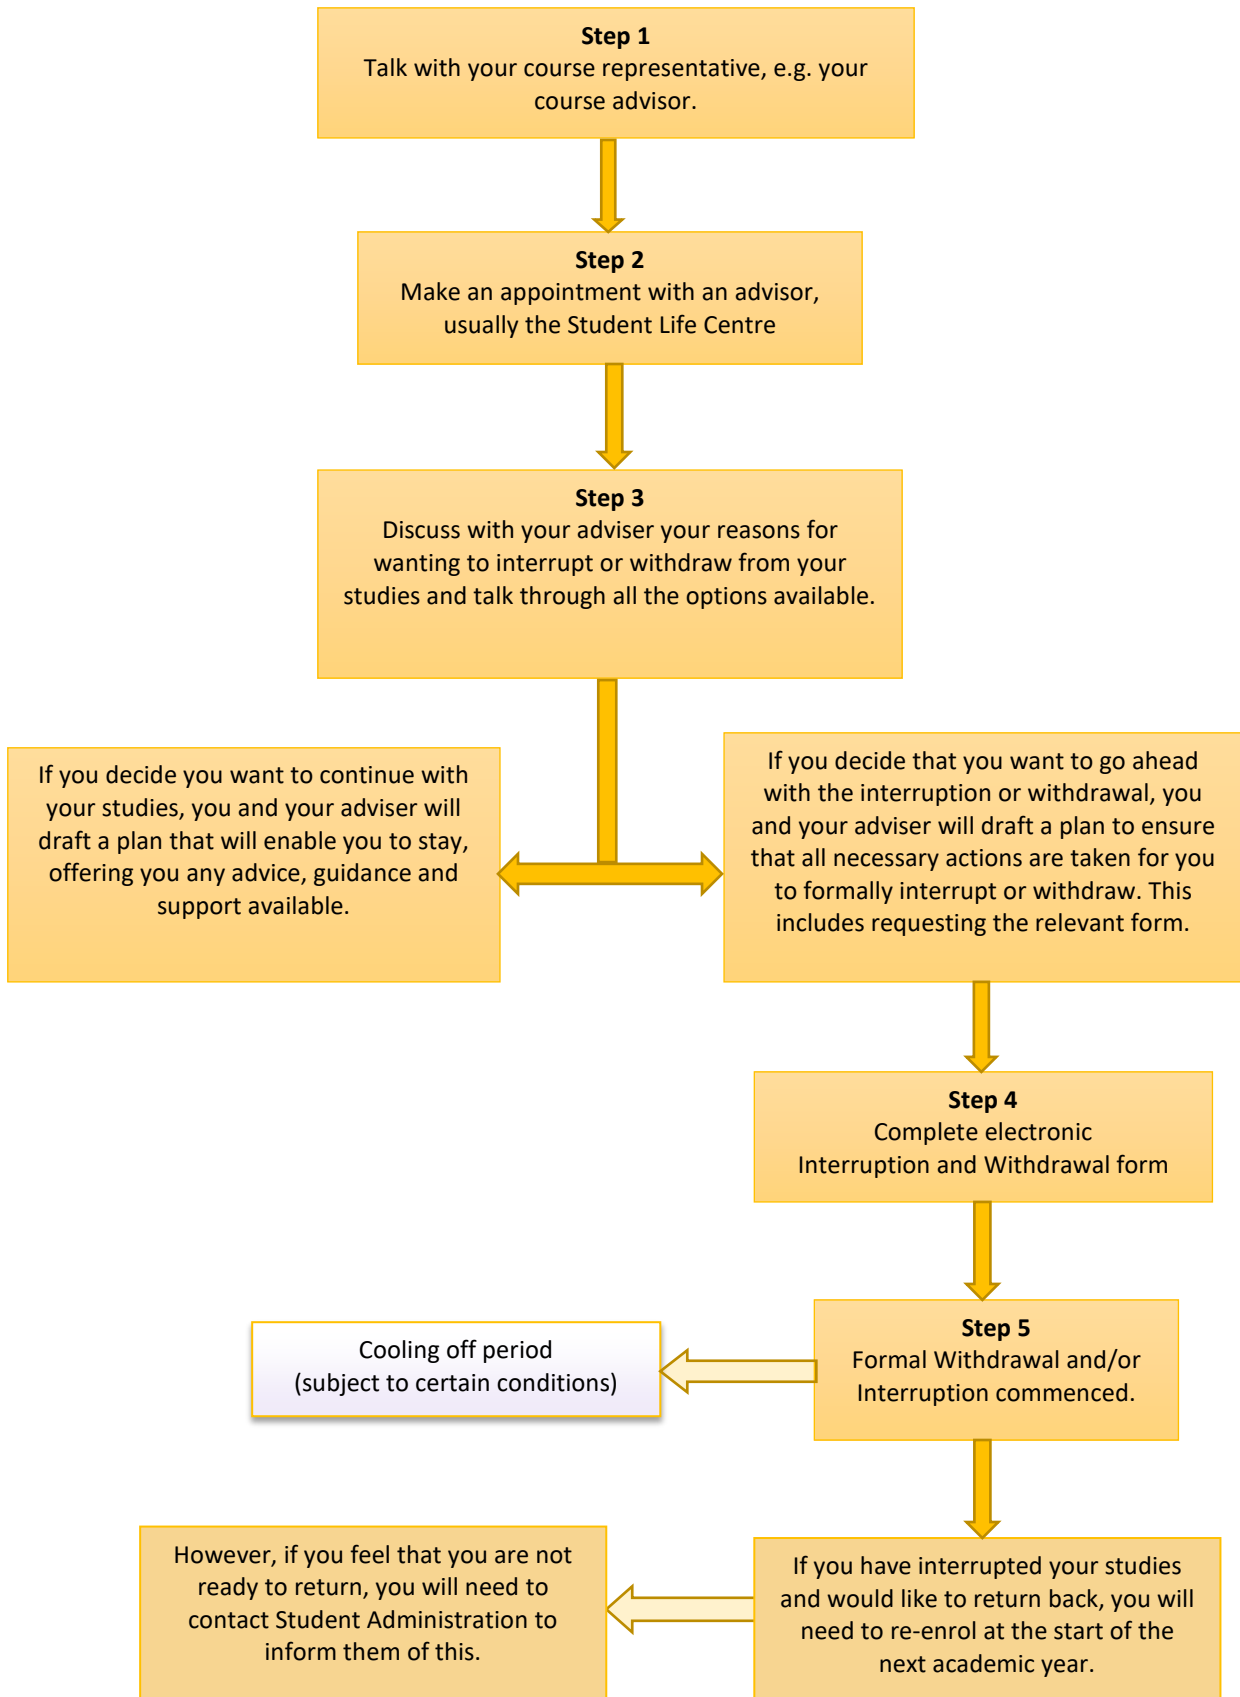 Step 1
Talk with your course representative, e.g. your
course advisor.
Step 2
Make an appointment with an advisor,
usually the Student Life Centre
Step 3
Discuss with your adviser your reasons for
wanting to interrupt or withdraw from your
studies and talk through all the options available.
If you decide you want to continue with
your studies, you and your adviser will
draft a plan that will enable you to stay,
offering you any advice, guidance and
support available.
If you decide that you want to go ahead
with the interruption or withdrawal, you
and your adviser will draft a plan to ensure
that all necessary actions are taken for you
to formally interrupt or withdraw. This
includes requesting the relevant form.
Step 4
Complete electronic
Interruption and Withdrawal form
Step 5
Formal Withdrawal and/or
Interruption commenced.
Cooling off period
(subject to certain conditions)
If you have interrupted your studies
and would like to return back, you will
need to re-enrol at the start of the
next academic year.
However, if you feel that you are not
ready to return, you will need to
contact Student Administration to
inform them of this.